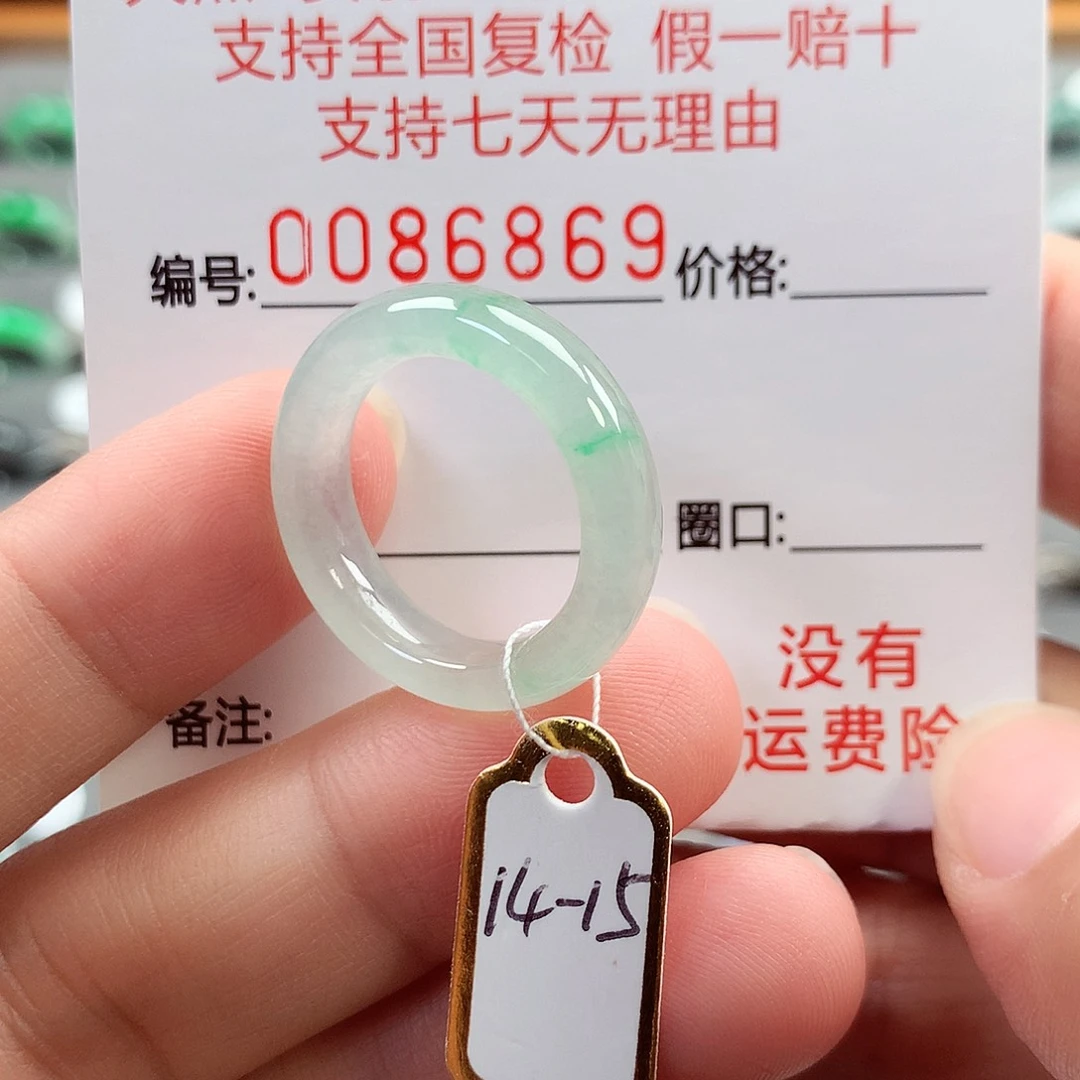 支持全国复检 假一赔十
支持七天无理由
编号: 0086869 价格:
圈口:
没有
备注:
运费险
14-15